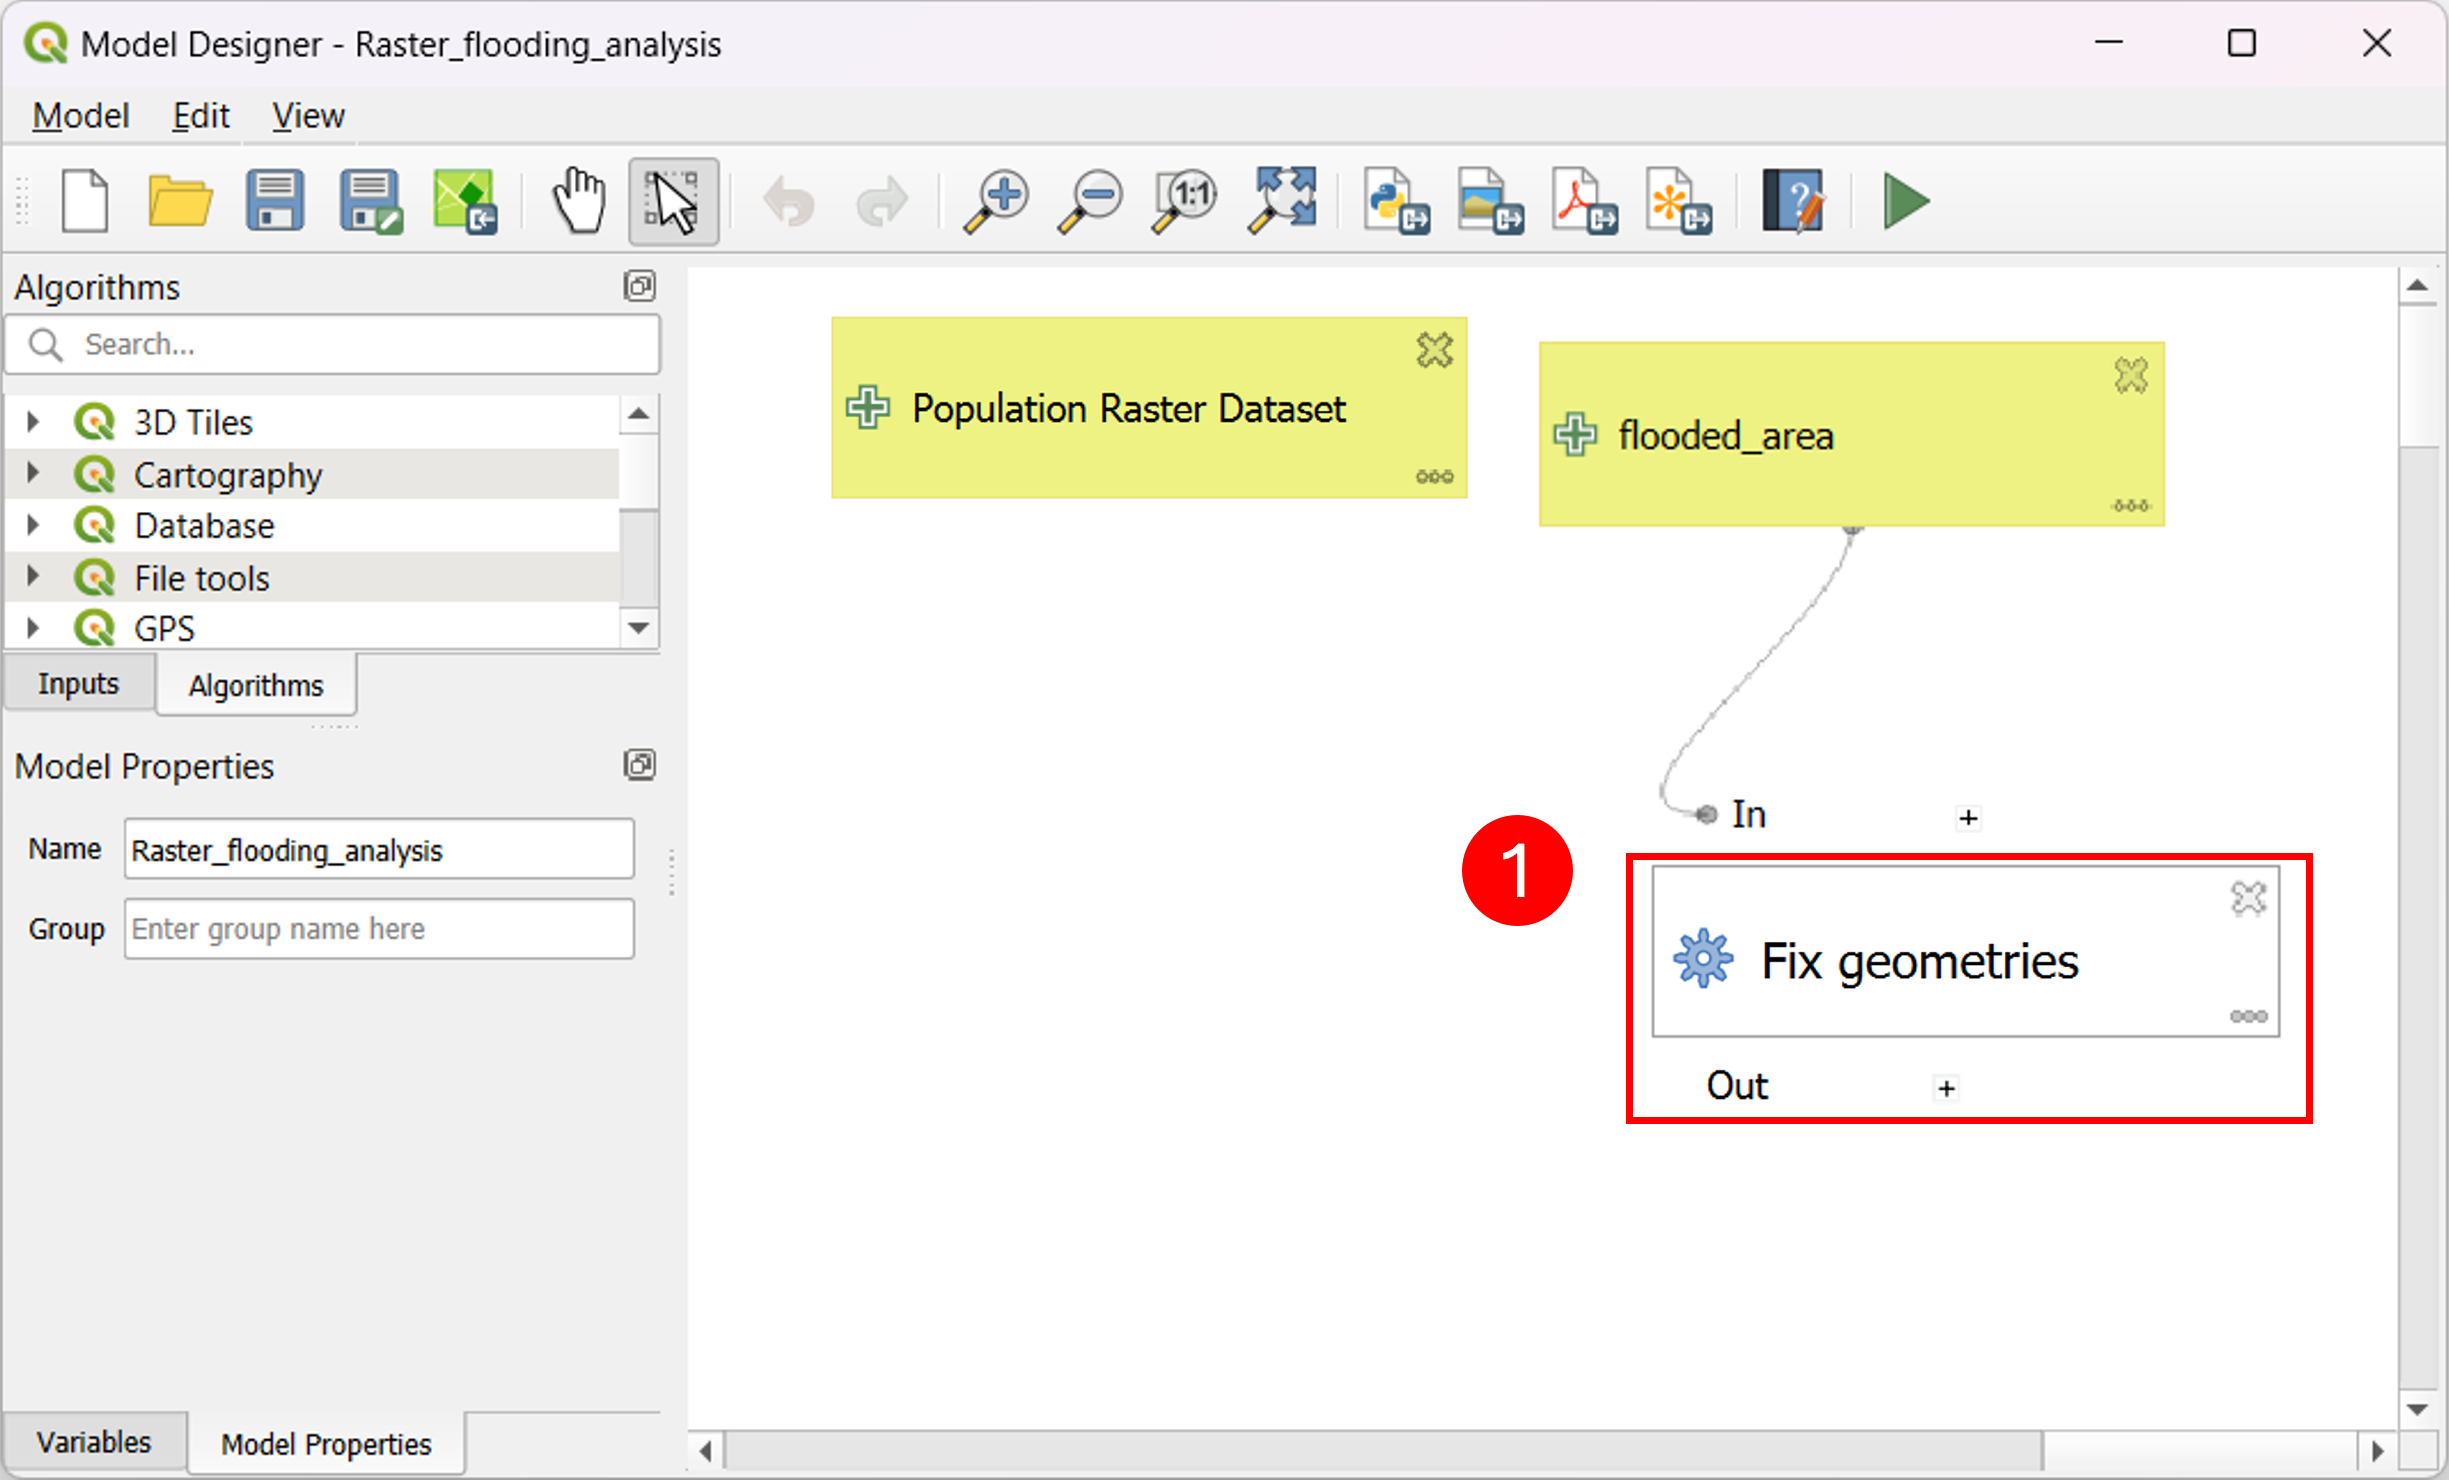 Model Designer - Raster_flooding_analysis
Model Edit View
1:1
?
Algorithms
Search...
3D Tiles
Cartography
Database
File tools
GPS
Inputs Algorithms
Model Properties
Name Raster_flooding_analysis
Group Enter group name here
Variables Model Properties
Population Raster Dataset
flooded_area
In +
1
Fix geometries
Out +